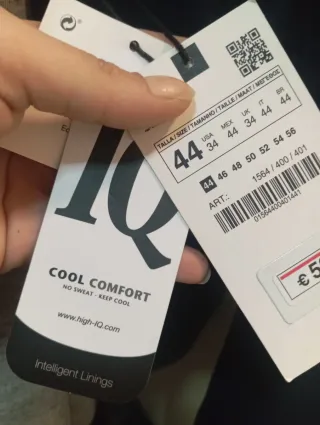 IQ
COOL COMFORT
NO SWEAT - KEEP COOL
www.high-IQ.com
Intelligent Linings
TALLA / SIZE / TAMANHO / TAILLE / MAAT / ΜΕΓΕΘΟΣ
44
USA 34
MEX 44
UK 34
IT 44
BR 44
44 46 48 50 52 54 56
ART.: 1564 / 400 / 401
01564400401441
€ 5